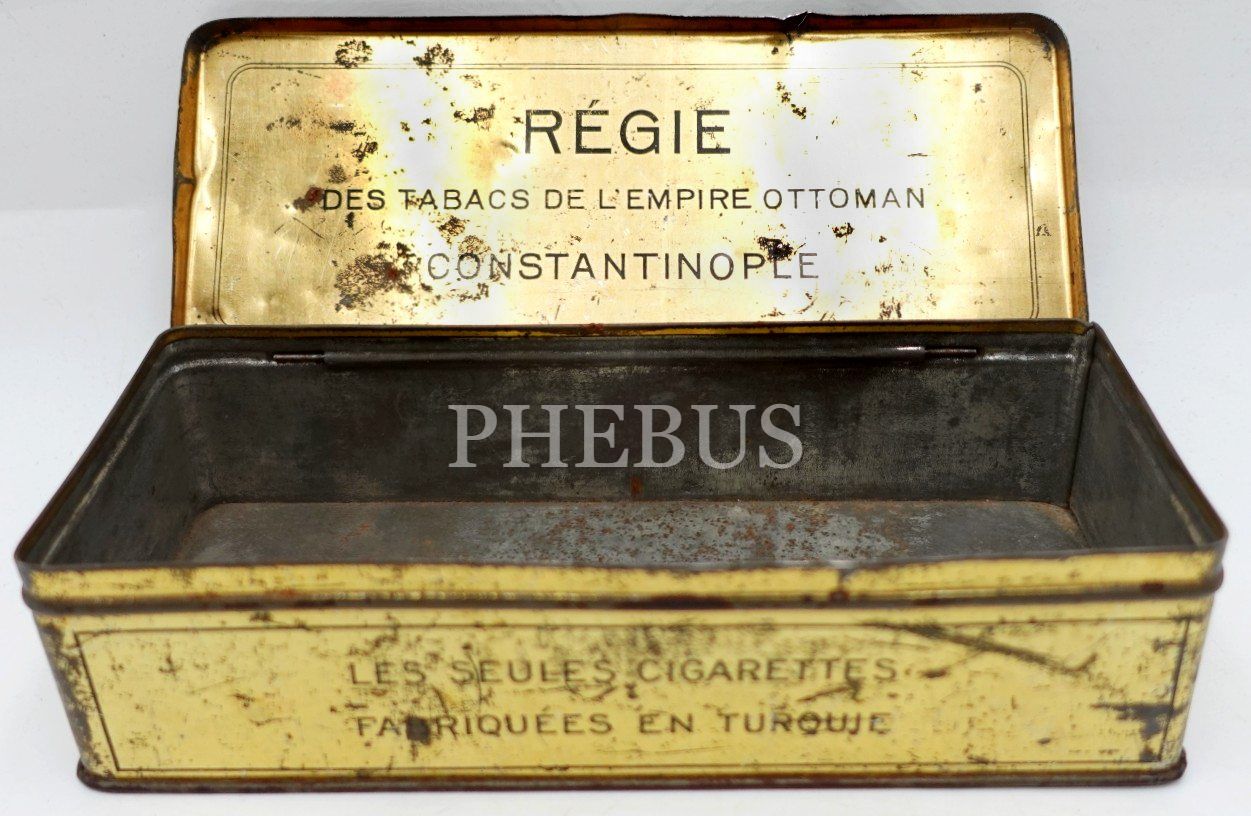 RÉGIE
DES TABACS DE L'EMPIRE OTTOMAN
CONSTANTINOPLE
PHEBUS
LES SEULES CIGARETTES
FABRIQUÉES EN TURQUIE